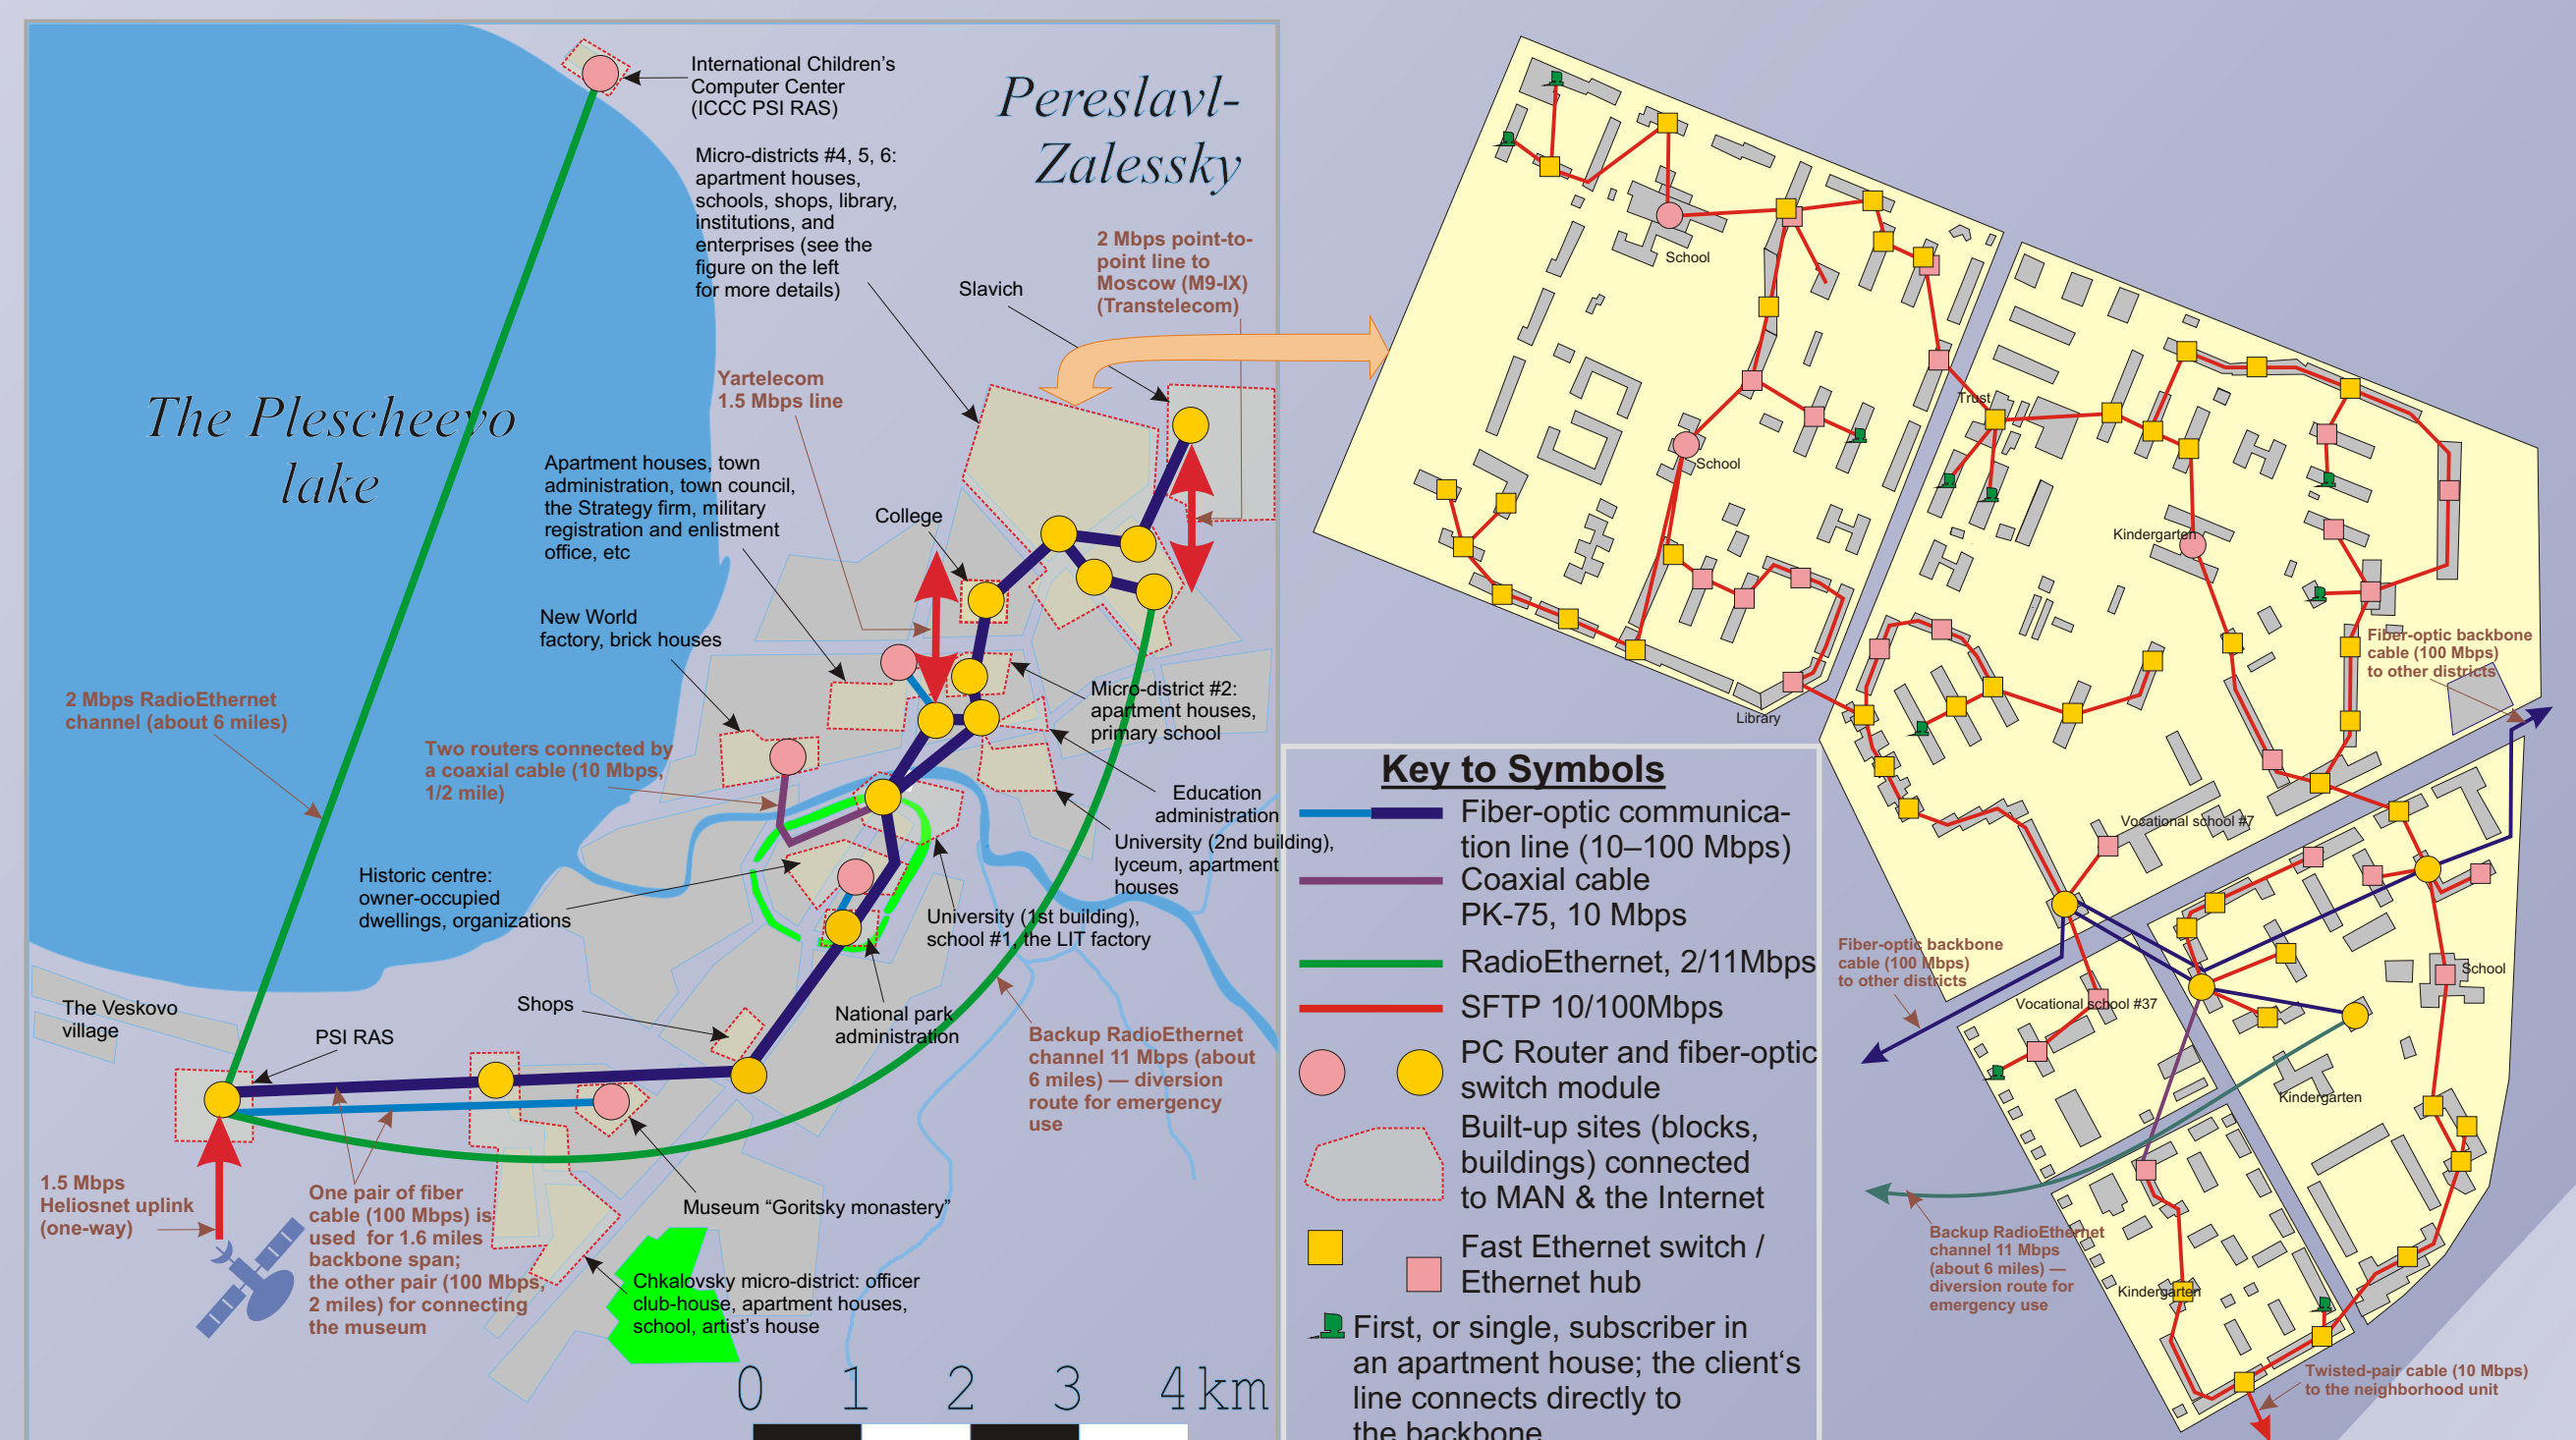 International Children's
Computer Center
(ICCC PSI RAS)
Pereslavl-
Zalessky
Micro-districts #4, 5, 6:
apartment houses,
schools, shops, library,
institutions, and
enterprises (see the
figure on the left
for more details)
2 Mbps point-to-
point line to
Moscow (M9-IX)
(Transtelecom)
Slavich
Yartelecom
1.5 Mbps line
The Plescheevo
lake
Apartment houses, town
administration, town council,
the Strategy firm, military
registration and enlistment
office, etc
College
New World
factory, brick houses
2 Mbps RadioEthernet
channel (about 6 miles)
Micro-district #2:
apartment houses,
primary school
Two routers connected by
a coaxial cable (10 Mbps,
1/2 mile)
Education
administration
University (2nd building),
lyceum, apartment
houses
Historic centre:
owner-occupied
dwellings, organizations
University (1st building),
school #1, the LIT factory
The Veskovo
village
PSI RAS
Shops
National park
administration
Backup RadioEthernet
channel 11 Mbps (about
6 miles) — diversion
route for emergency
use
1.5 Mbps
Heliosnet uplink
(one-way)
One pair of fiber
cable (100 Mbps) is
used for 1.6 miles
backbone span;
the other pair (100 Mbps,
2 miles) for connecting
the museum
Museum “Goritsky monastery”
Chkalovsky micro-district: officer
club-house, apartment houses,
school, artist's house
0 1 2 3 4 km
Key to Symbols
Fiber-optic communica-
tion line (10–100 Mbps)
Coaxial cable
PK-75, 10 Mbps
RadioEthernet, 2/11Mbps
SFTP 10/100Mbps
PC Router and fiber-optic
switch module
Built-up sites (blocks,
buildings) connected
to MAN & the Internet
Fast Ethernet switch /
Ethernet hub
First, or single, subscriber in
an apartment house; the client‘s
line connects directly to
the backbone
School
Trust
School
Kindergarten
Fiber-optic backbone
cable (100 Mbps)
to other districts
Library
Vocational school #7
Fiber-optic backbone
cable (100 Mbps)
to other districts
School
Vocational school #37
Kindergarten
Backup RadioEthernet
channel 11 Mbps
(about 6 miles) —
diversion route for
emergency use
Kindergarten
Twisted-pair cable (10 Mbps)
to the neighborhood unit